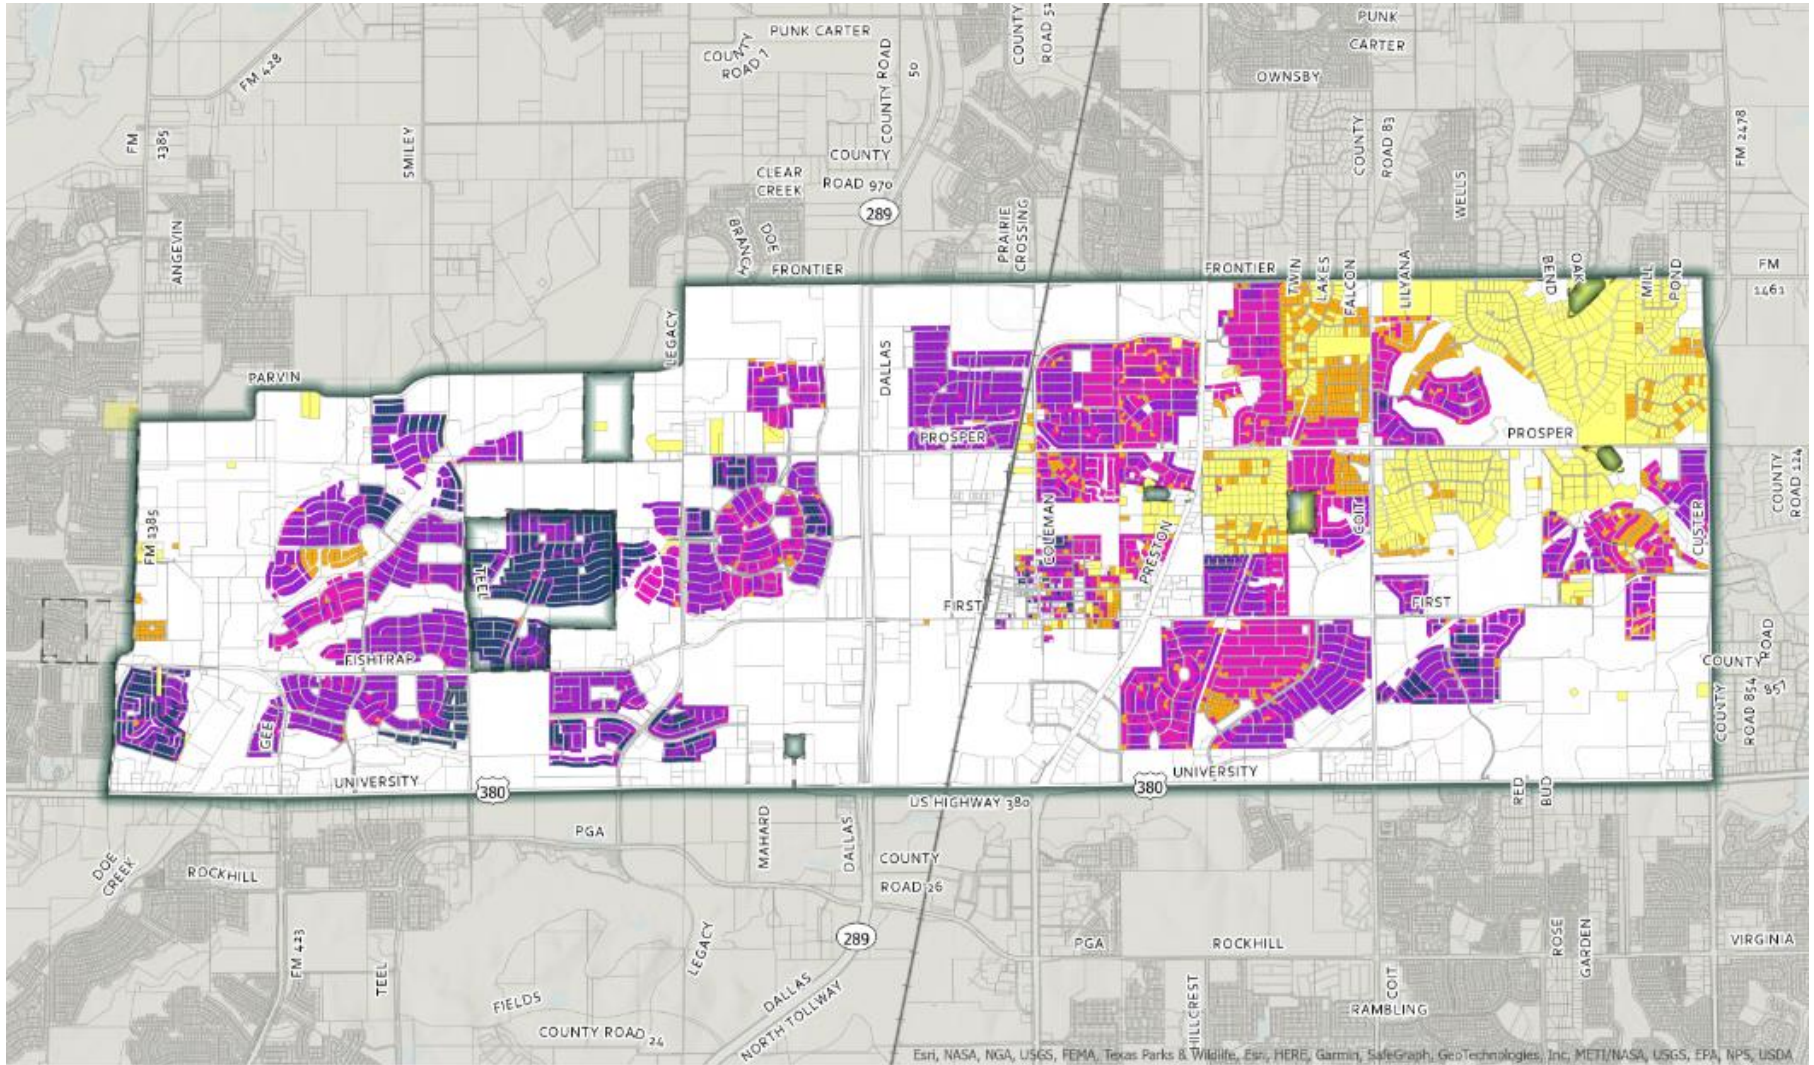 PUNK CARTER
COUNTY
ROAD 7
COUNTY ROAD
50
COUNTY
ROAD 51
PUNK
CARTER
OWNSBY
FM 428
FM
1385
SMILEY
COUNTY
ROAD 970
CLEAR
CREEK
289
DOE
BRANCH
PRAIRIE
CROSSING
COUNTY
ROAD 83
WELLS
FM 2478
ANGEVIN
FRONTIER
FRONTIER
TWIN
LAKES
FALCON
LILYANA
OAK
BEND
MILL
POND
FM
1461
LEGACY
PARVIN
DALLAS
PROSPER
PROSPER
COUNTY
ROAD 124
FM 1385
TEEL
COLEMAN
PRESTON
COIT
CUSTER
FIRST
FIRST
FISHTRAP
COUNTY
ROAD
857
COUNTY
ROAD 854
GEE
UNIVERSITY
380
UNIVERSITY
380
US HIGHWAY 380
RED
BUD
PGA
MAHARD
DALLAS
COUNTY
ROAD 26
DOE
CREEK
ROCKHILL
289
FM 423
TEEL
LEGACY
PGA
ROCKHILL
ROSE
GARDEN
VIRGINIA
FIELDS
COUNTY ROAD 24
DALLAS
NORTH TOLLWAY
HILLCREST
COIT
RAMBLING
Esri, NASA, NGA, USGS, FEMA, Texas Parks & Wildlife, Esri, HERE, Garmin, SafeGraph, GeoTechnologies, Inc, METI/NASA, USGS, EPA, NPS, USDA